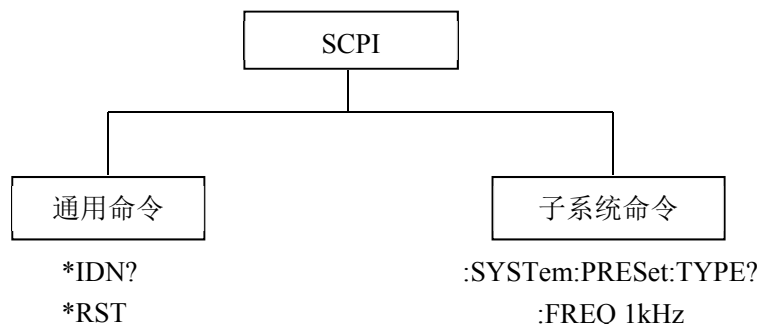 SCPI
通用命令
子系统命令
*IDN?
:SYSTem:PRESet:TYPE?
*RST
:FREQ 1kHz